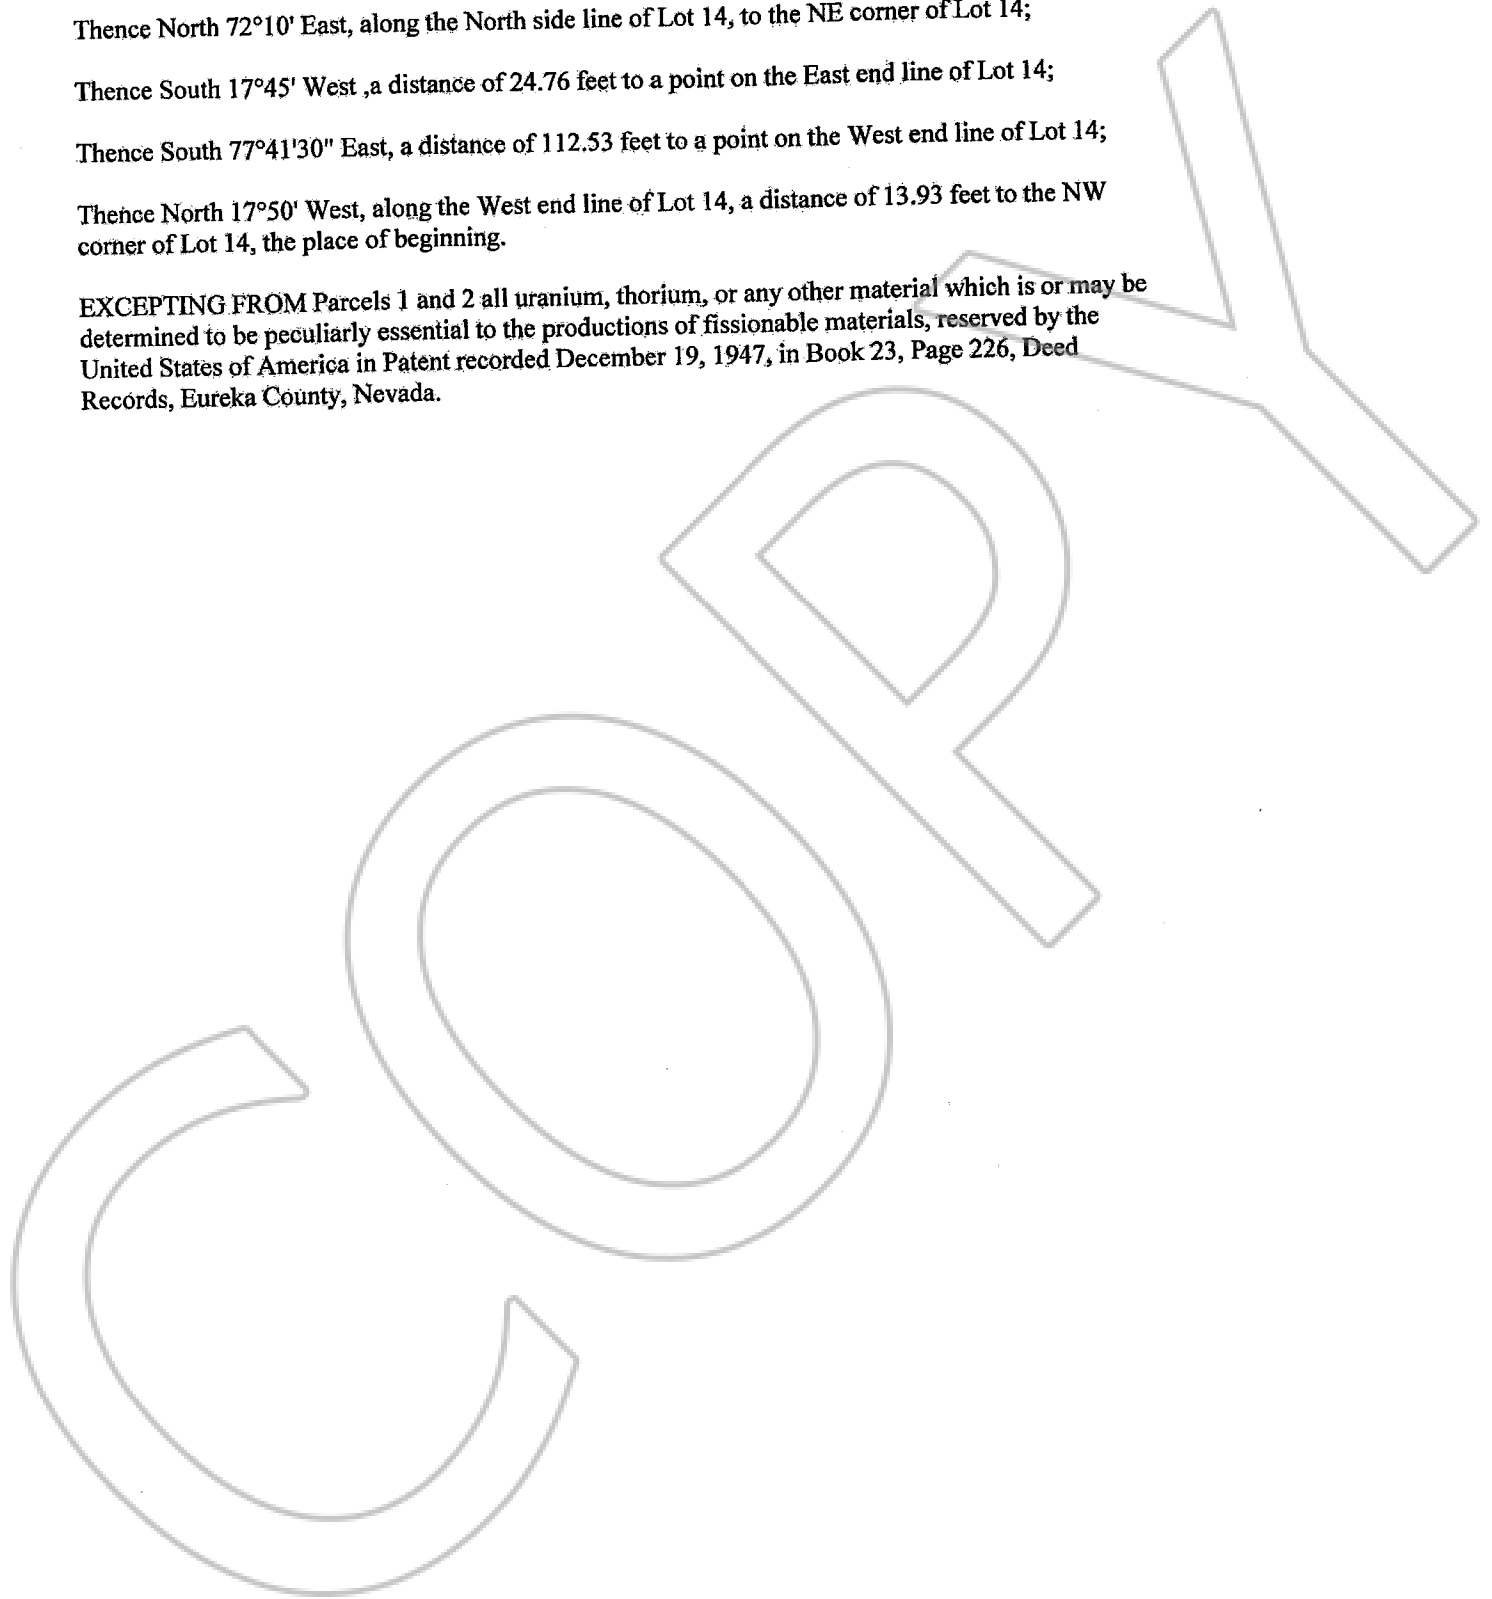 Thence North 72°10' East, along the North side line of Lot 14, to the NE corner of Lot 14;
Thence South 17°45' West ,a distance of 24.76 feet to a point on the East end line of Lot 14;
Thence South 77°41'30" East, a distance of 112.53 feet to a point on the West end line of Lot 14;
Thence North 17°50' West, along the West end line of Lot 14, a distance of 13.93 feet to the NW
corner of Lot 14, the place of beginning.
EXCEPTING FROM Parcels 1 and 2 all uranium, thorium, or any other material which is or may be
determined to be peculiarly essential to the productions of fissionable materials, reserved by the
United States of America in Patent recorded December 19, 1947, in Book 23, Page 226, Deed
Records, Eureka County, Nevada.
COPY